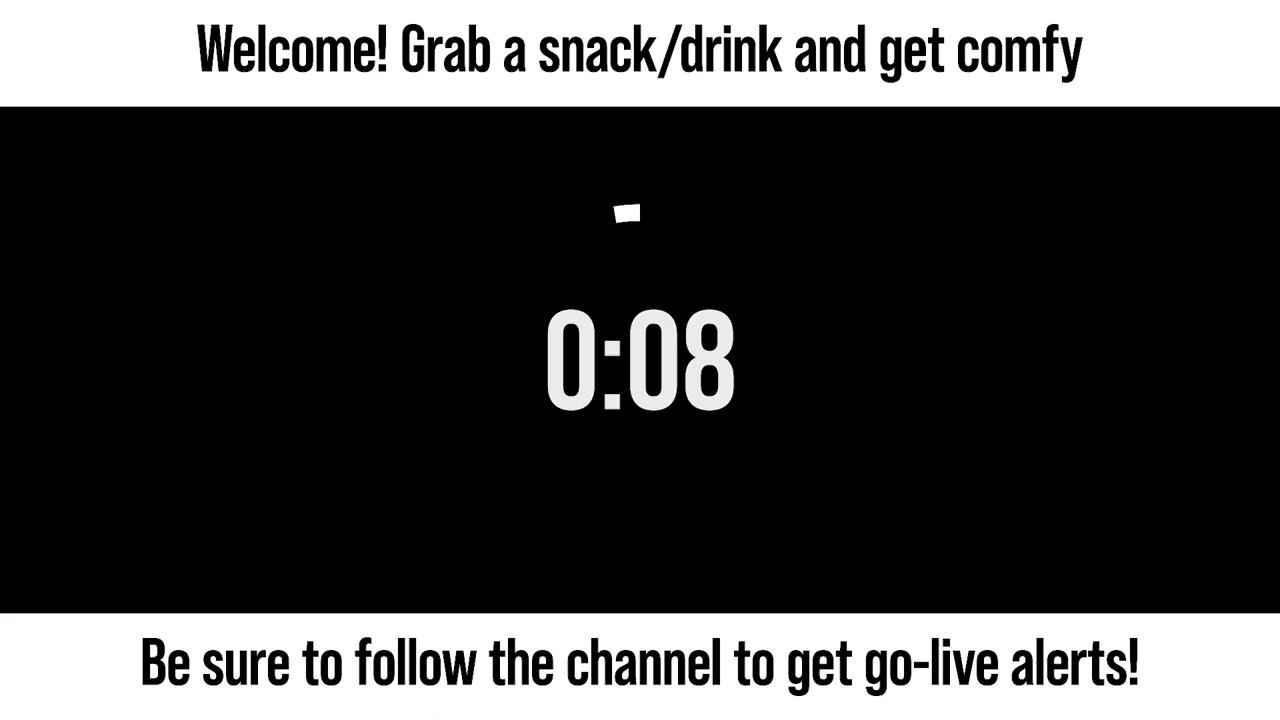 Welcome! Grab a snack/drink and get comfy
0:08
Be sure to follow the channel to get go-live alerts!